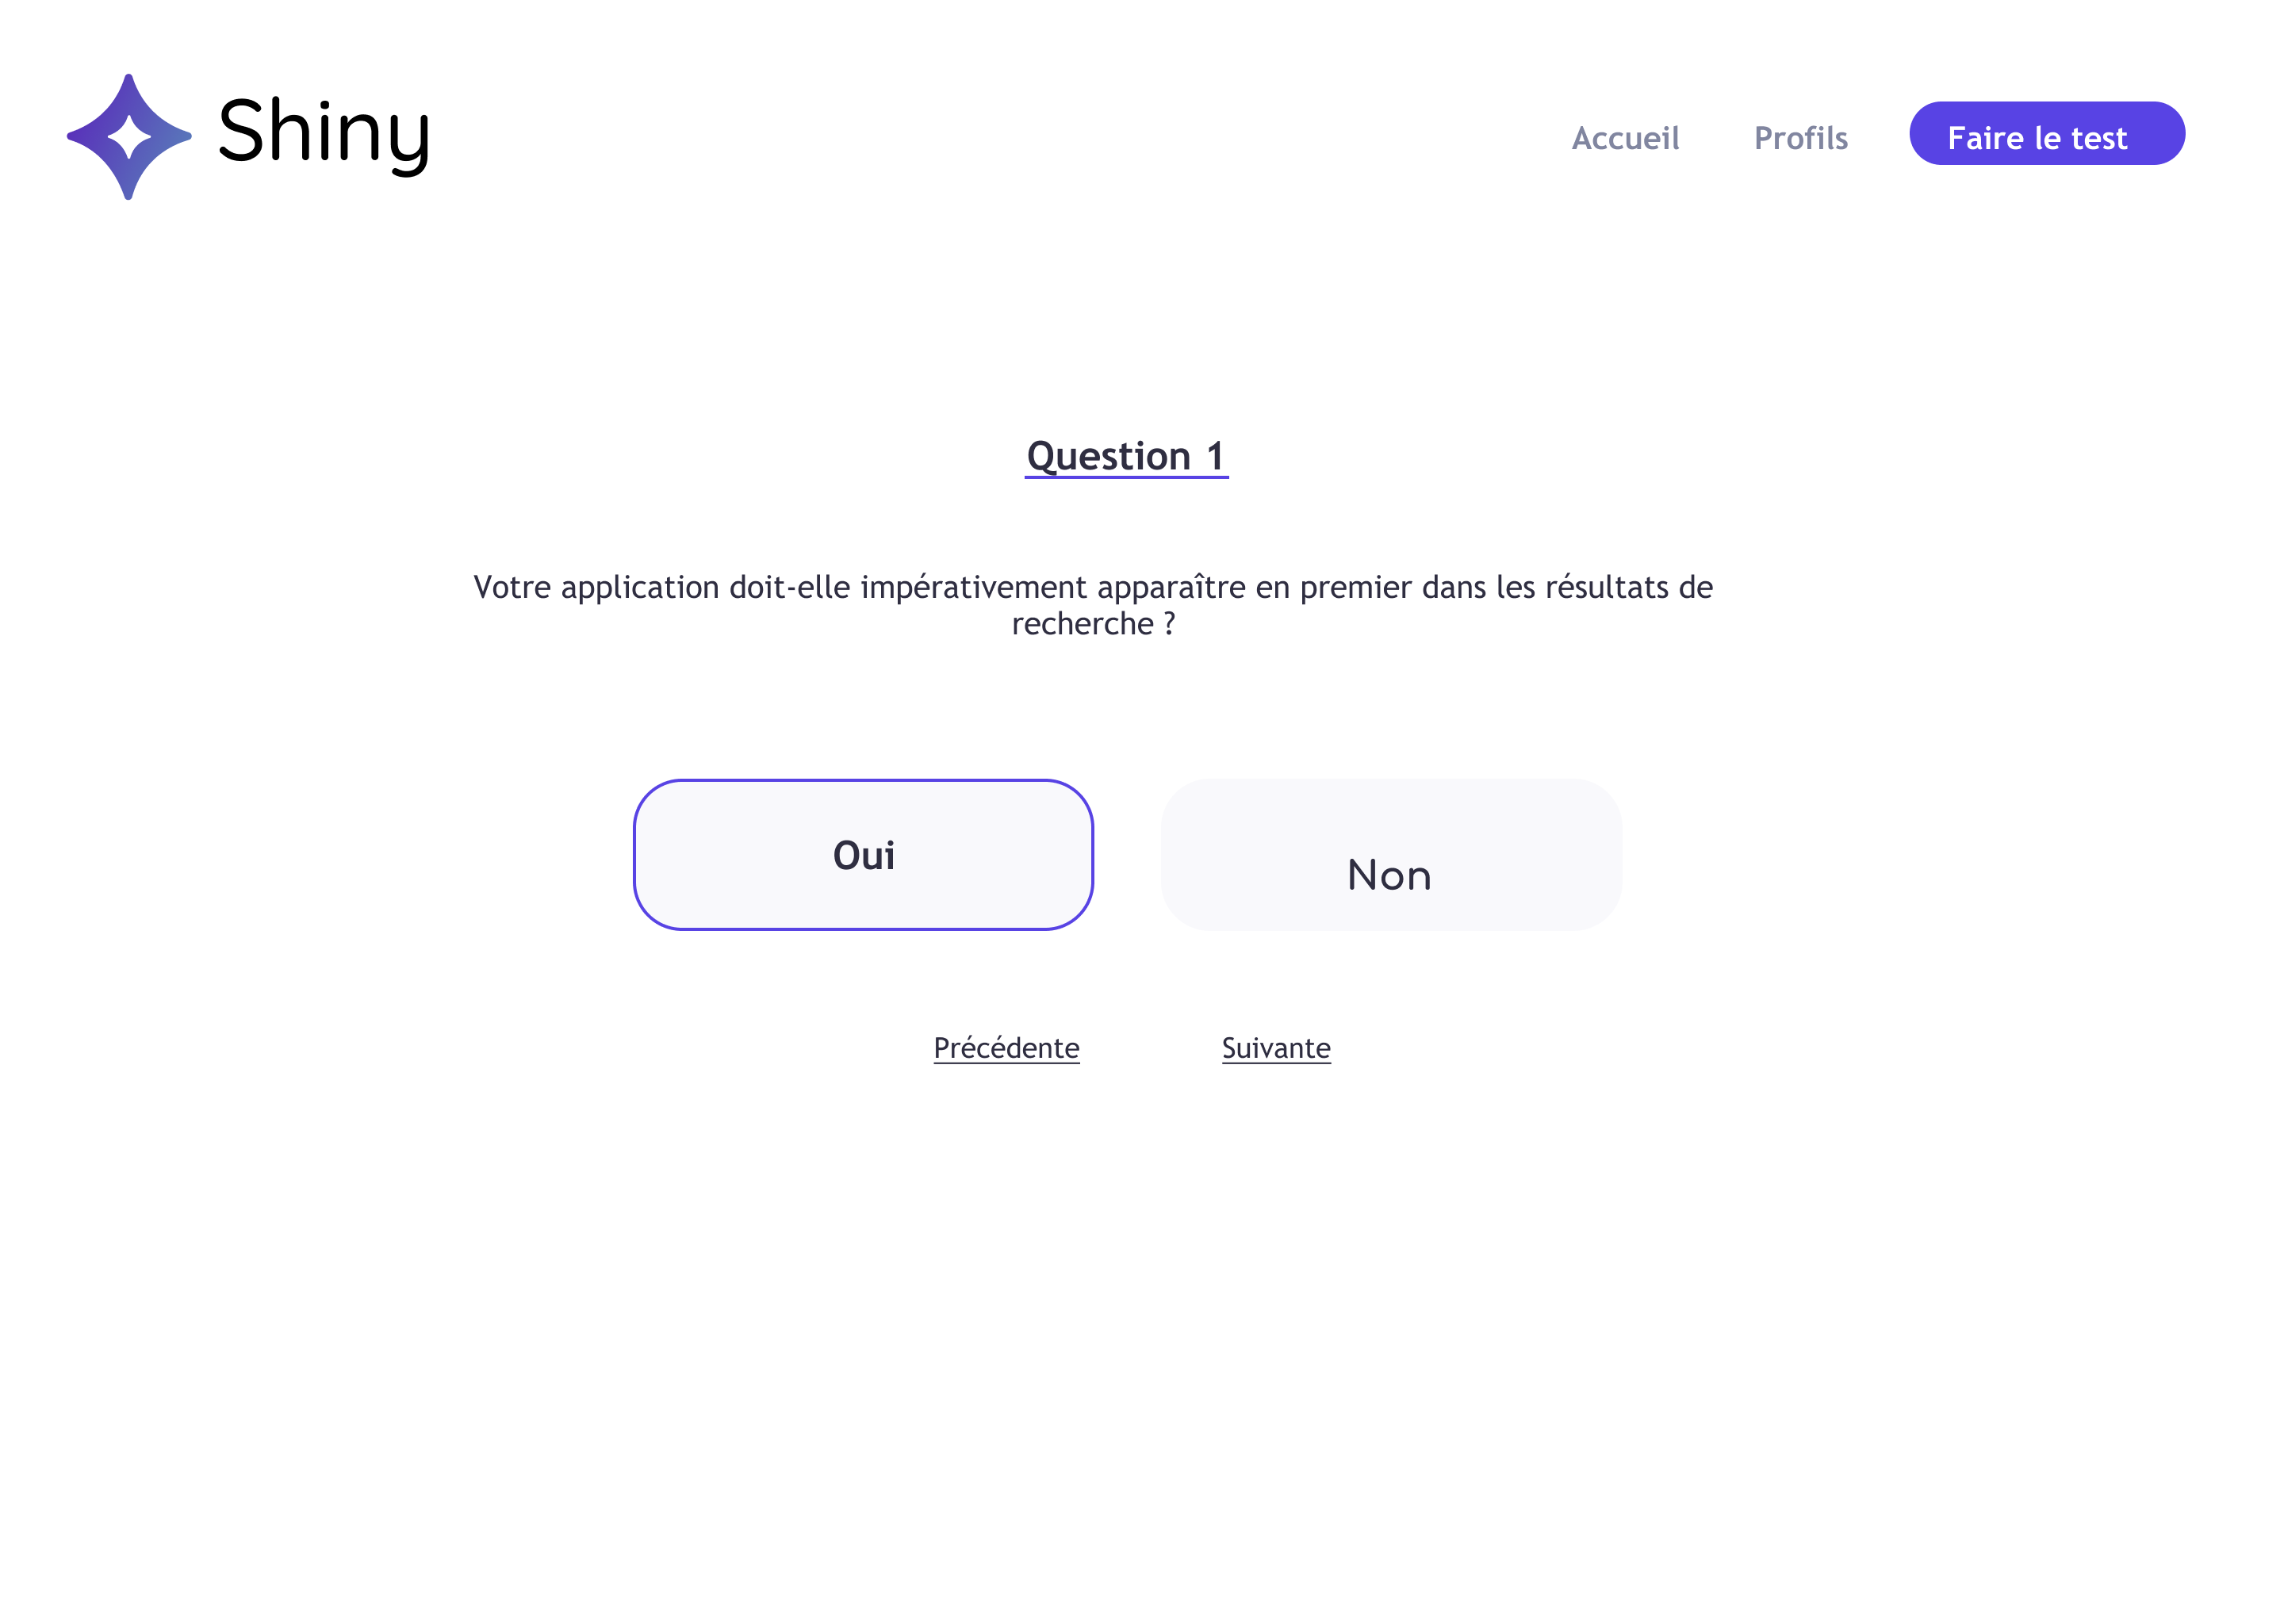 Shiny
Accueil
Profils
Faire le test
Question 1
Votre application doit-elle impérativement apparaître en premier dans les résultats de
recherche ?
Oui
Non
Précédente
Suivante